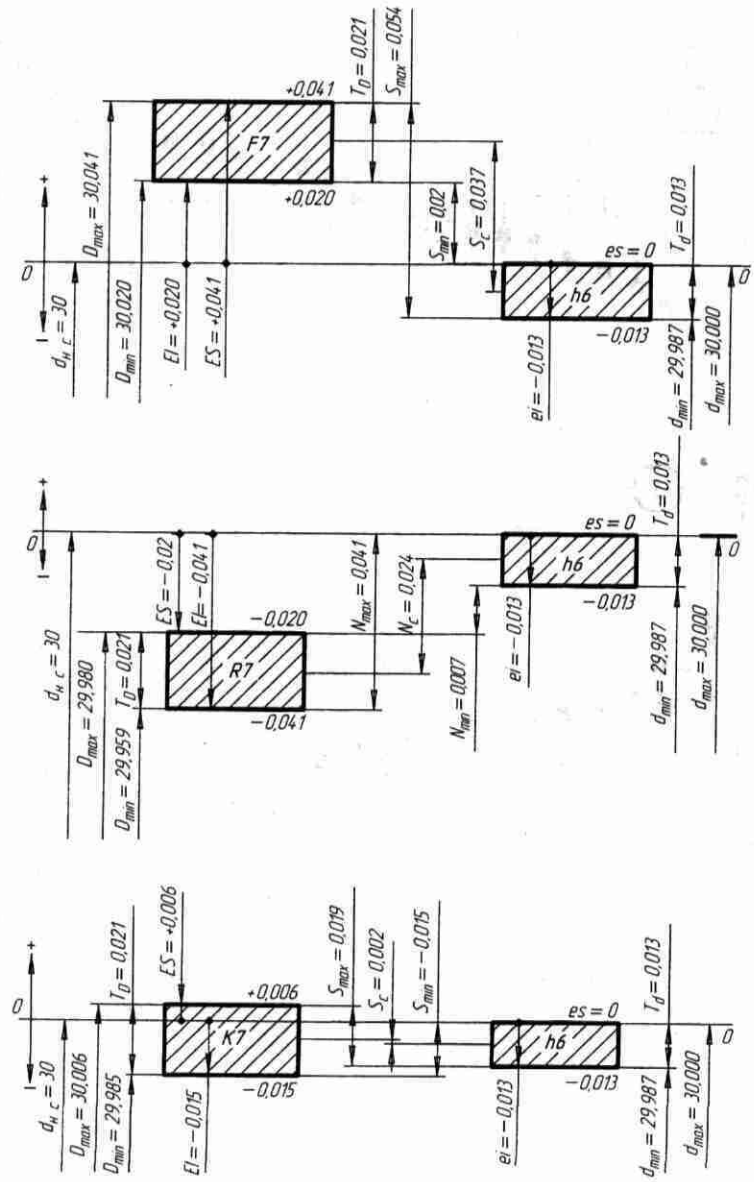 0
+
−
d_н с = 30
D_max = 30,041
D_min = 30,020
EI = +0,020
ES = +0,041
F7
+0,041
+0,020
T_D = 0,021
S_max = 0,054
S_min = 0,02
S_c = 0,037
es = 0
h6
−0,013
ei = −0,013
T_d = 0,013
d_min = 29,987
d_max = 30,000
0
0
+
−
d_н с = 30
D_max = 29,980
D_min = 29,959
T_D = 0,021
ES = −0,02
EI = −0,041
R7
−0,020
−0,041
N_max = 0,041
N_c = 0,024
N_min = 0,007
es = 0
h6
−0,013
ei = −0,013
T_d = 0,013
d_min = 29,987
d_max = 30,000
0
0
+
−
d_н с = 30
D_max = 30,006
D_min = 29,985
T_D = 0,021
ES = +0,006
EI = −0,015
K7
+0,006
−0,015
S_max = 0,019
S_c = 0,002
S_min = −0,015
es = 0
h6
−0,013
ei = −0,013
T_d = 0,013
d_min = 29,987
d_max = 30,000
0